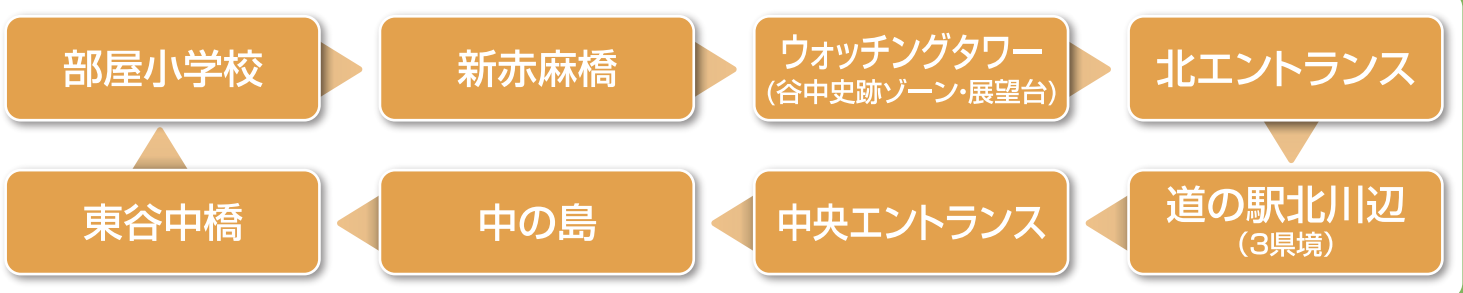 部屋小学校
新赤麻橋
ウォッチングタワー
(谷中史跡ゾーン・展望台)
北エントランス
道の駅北川辺
(3県境)
中央エントランス
中の島
東谷中橋